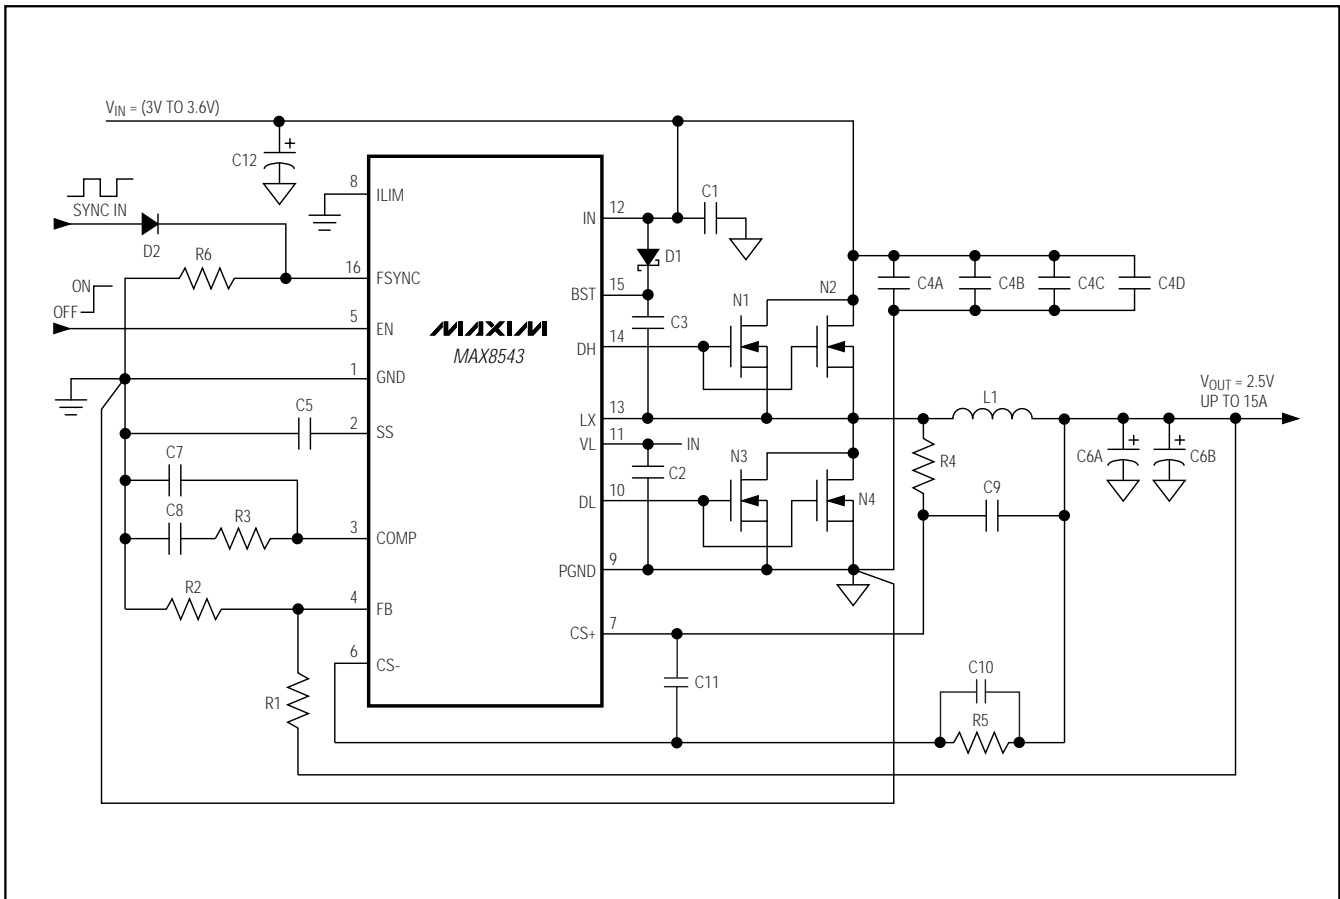 VIN = (3V TO 3.6V)
C12
+
SYNC IN
D2
R6
ON
OFF
8
ILIM
16
FSYNC
5
EN
1
GND
C5
2
SS
C7
C8
R3
3
COMP
R2
4
FB
6
CS-
R1
MAXIM
MAX8543
IN
12
C1
D1
BST
15
C3
DH
14
N1
N2
C4A
C4B
C4C
C4D
LX
13
L1
VOUT = 2.5V
UP TO 15A
VL
11
IN
C2
DL
10
N3
N4
R4
C9
C6A
+
C6B
+
PGND
9
CS+
7
C11
C10
R5